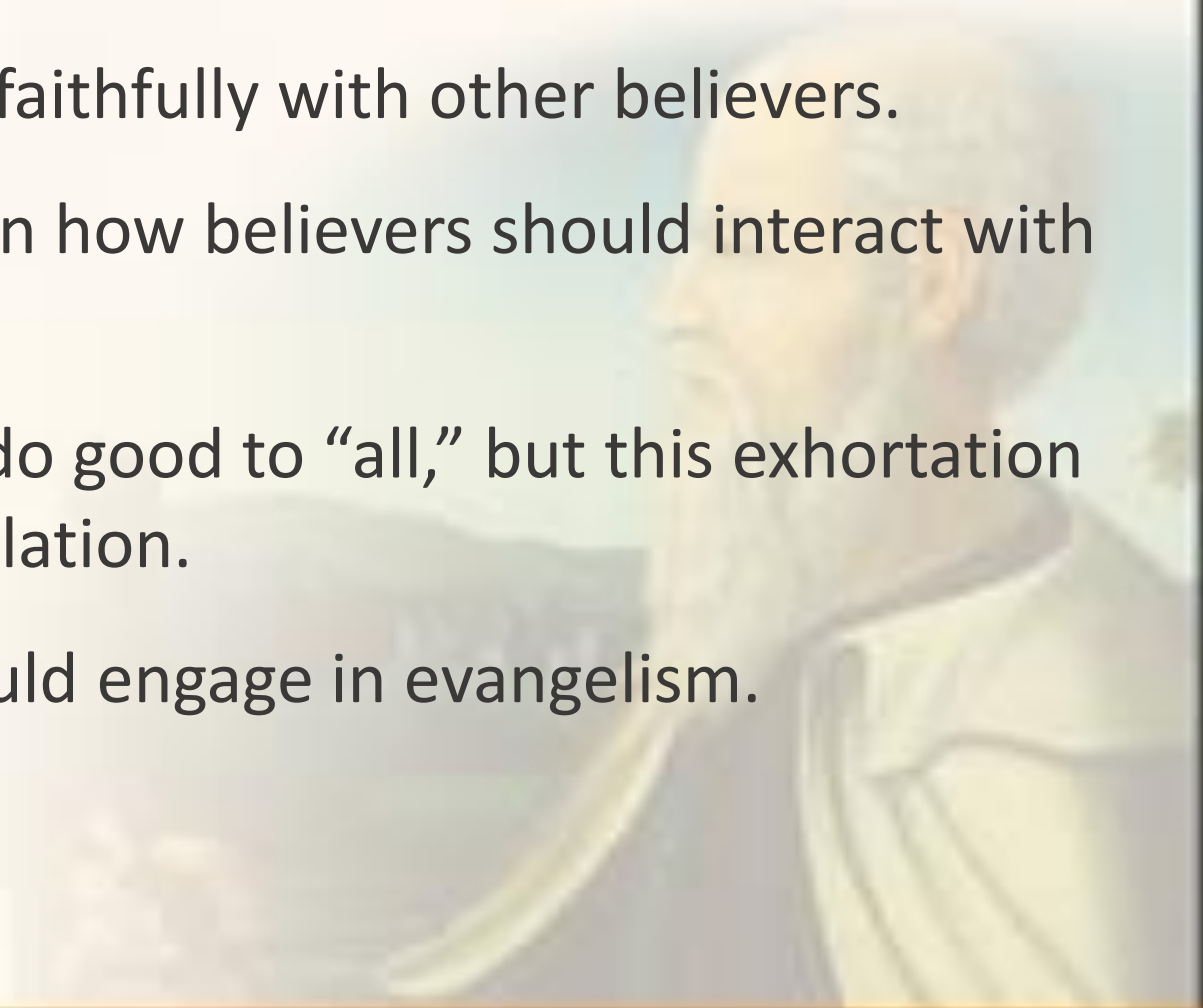 faithfully with other believers.
n how believers should interact with
do good to “all,” but this exhortation
lation.
uld engage in evangelism.